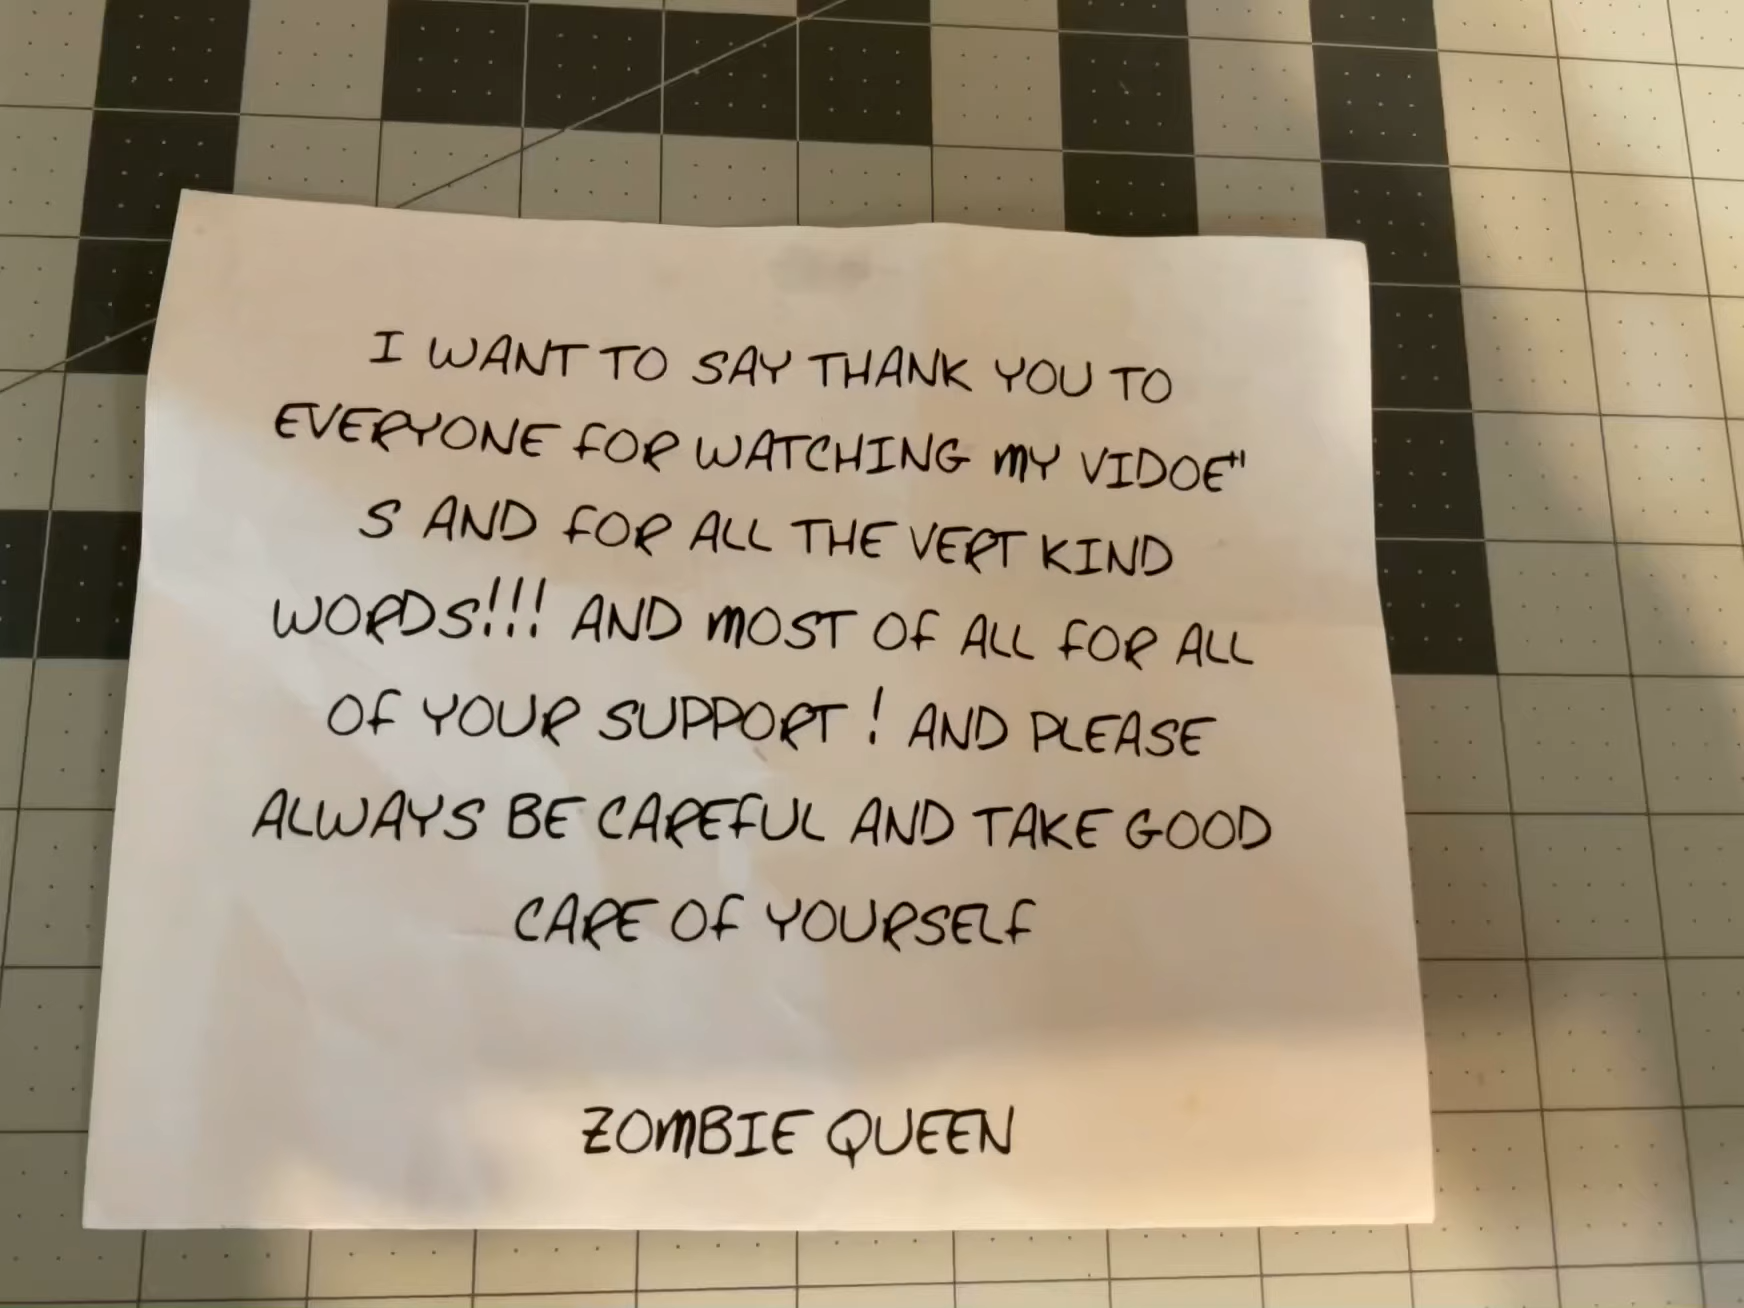 I WANT TO SAY THANK YOU TO
EVERYONE FOR WATCHING MY VIDOE"
S AND FOR ALL THE VERT KIND
WORDS!!! AND MOST OF ALL FOR ALL
OF YOUR SUPPORT! AND PLEASE
ALWAYS BE CAREFUL AND TAKE GOOD
CARE OF YOURSELF
ZOMBIE QUEEN